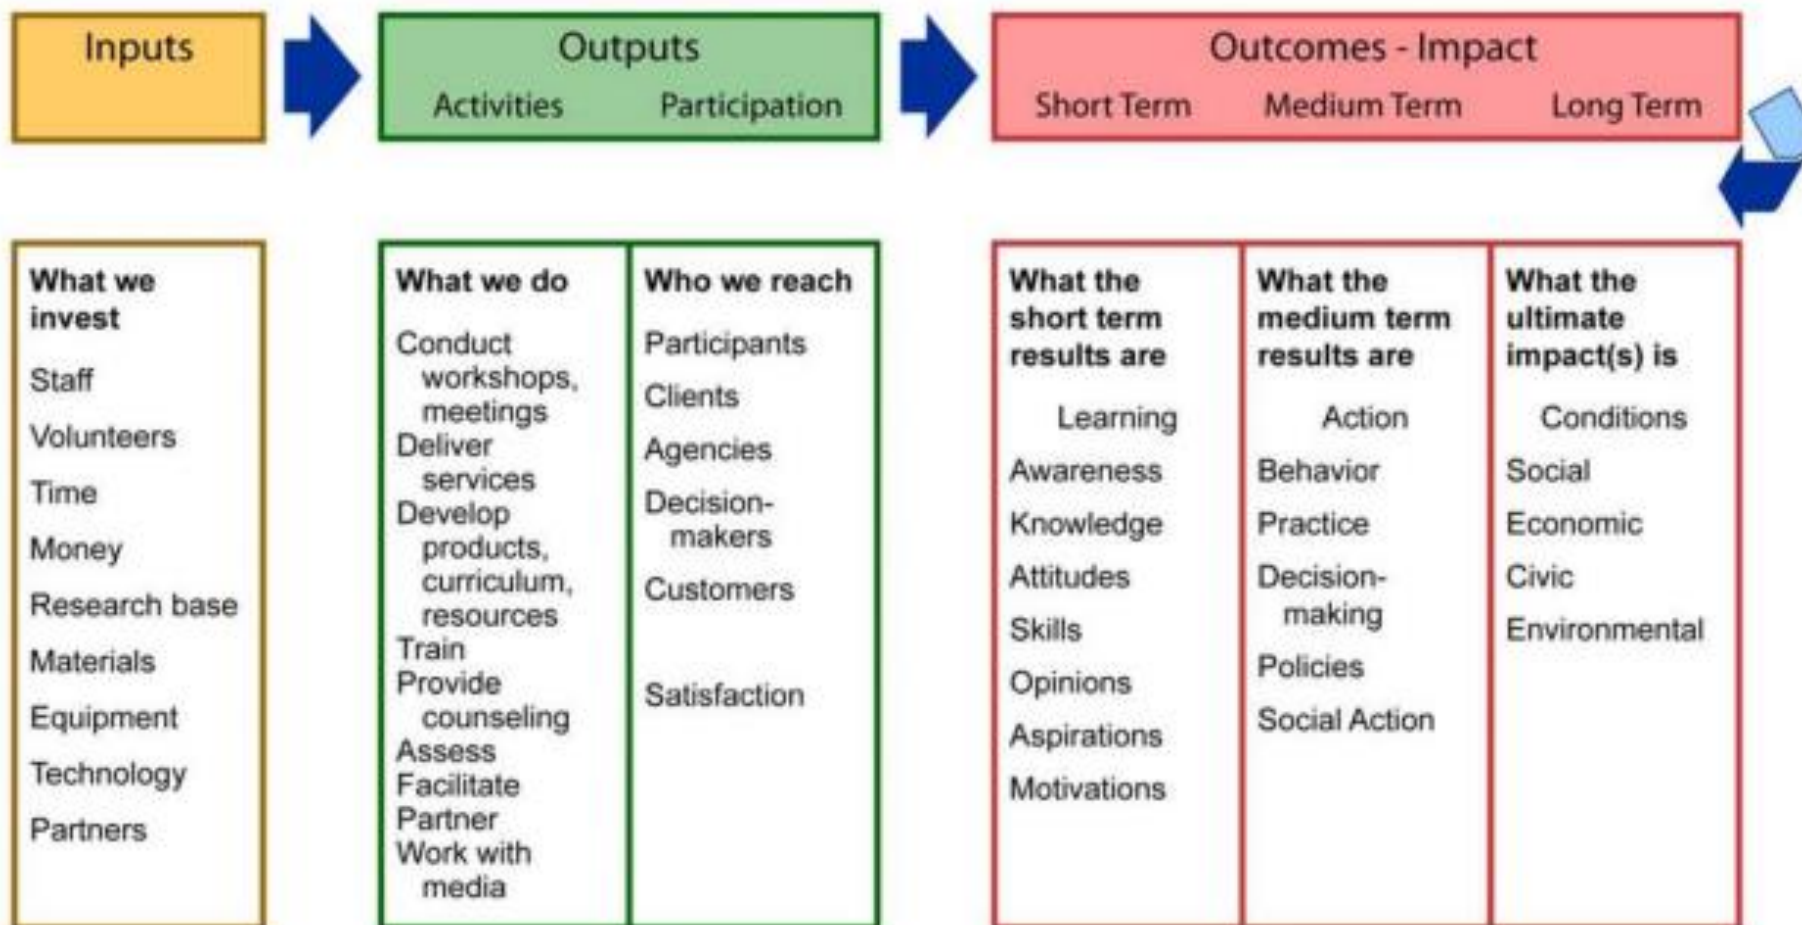 Inputs
Outputs
Activities
Participation
Outcomes - Impact
Short Term
Medium Term
Long Term
What we
invest
Staff
Volunteers
Time
Money
Research base
Materials
Equipment
Technology
Partners
What we do
Conduct
workshops,
meetings
Deliver
services
Develop
products,
curriculum,
resources
Train
Provide
counseling
Assess
Facilitate
Partner
Work with
media
Who we reach
Participants
Clients
Agencies
Decision-
makers
Customers
Satisfaction
What the
short term
results are
Learning
Awareness
Knowledge
Attitudes
Skills
Opinions
Aspirations
Motivations
What the
medium term
results are
Action
Behavior
Practice
Decision-
making
Policies
Social Action
What the
ultimate
impact(s) is
Conditions
Social
Economic
Civic
Environmental